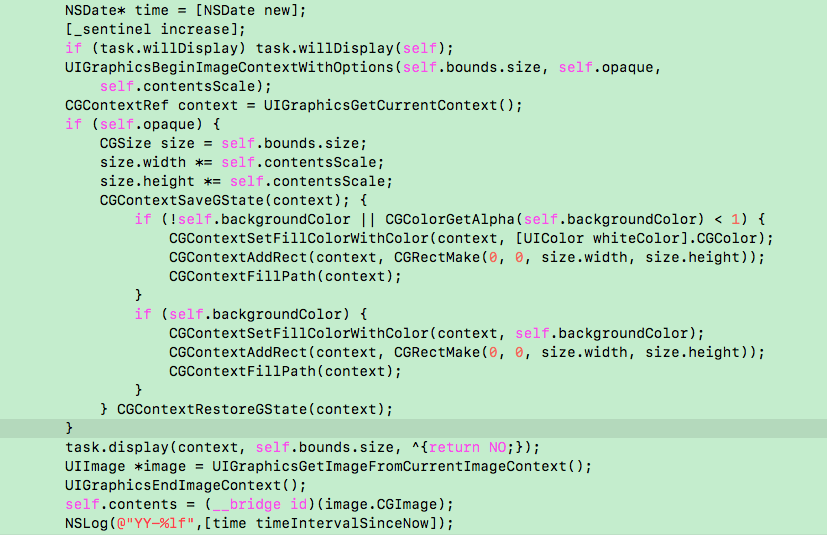 NSDate* time = [NSDate new];
[_sentinel increase];
if (task.willDisplay) task.willDisplay(self);
UIGraphicsBeginImageContextWithOptions(self.bounds.size, self.opaque,
self.contentsScale);
CGContextRef context = UIGraphicsGetCurrentContext();
if (self.opaque) {
CGSize size = self.bounds.size;
size.width *= self.contentsScale;
size.height *= self.contentsScale;
CGContextSaveGState(context); {
if (!self.backgroundColor || CGColorGetAlpha(self.backgroundColor) < 1) {
CGContextSetFillColorWithColor(context, [UIColor whiteColor].CGColor);
CGContextAddRect(context, CGRectMake(0, 0, size.width, size.height));
CGContextFillPath(context);
}
if (self.backgroundColor) {
CGContextSetFillColorWithColor(context, self.backgroundColor);
CGContextAddRect(context, CGRectMake(0, 0, size.width, size.height));
CGContextFillPath(context);
}
} CGContextRestoreGState(context);
}
task.display(context, self.bounds.size, ^{return NO;});
UIImage *image = UIGraphicsGetImageFromCurrentImageContext();
UIGraphicsEndImageContext();
self.contents = (__bridge id)(image.CGImage);
NSLog(@"YY-%lf",[time timeIntervalSinceNow]);